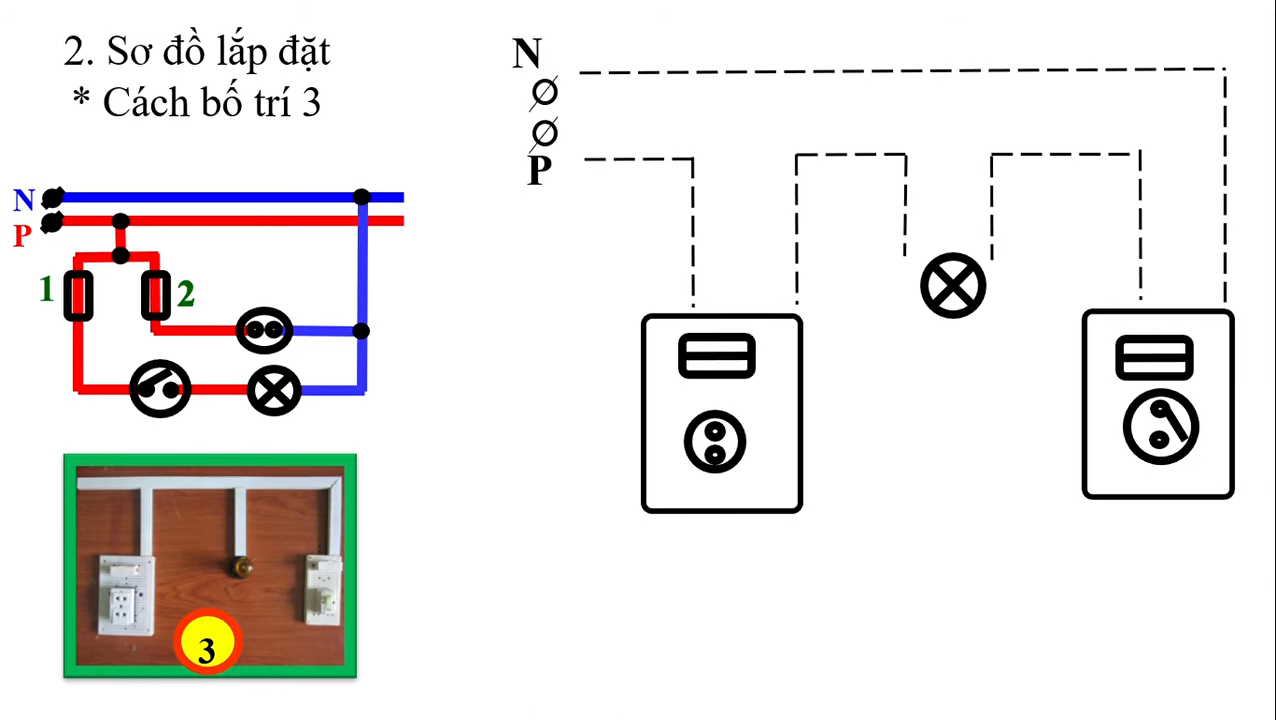 2. Sơ đồ lắp đặt
* Cách bố trí 3
N
P
N
P
1
2
3